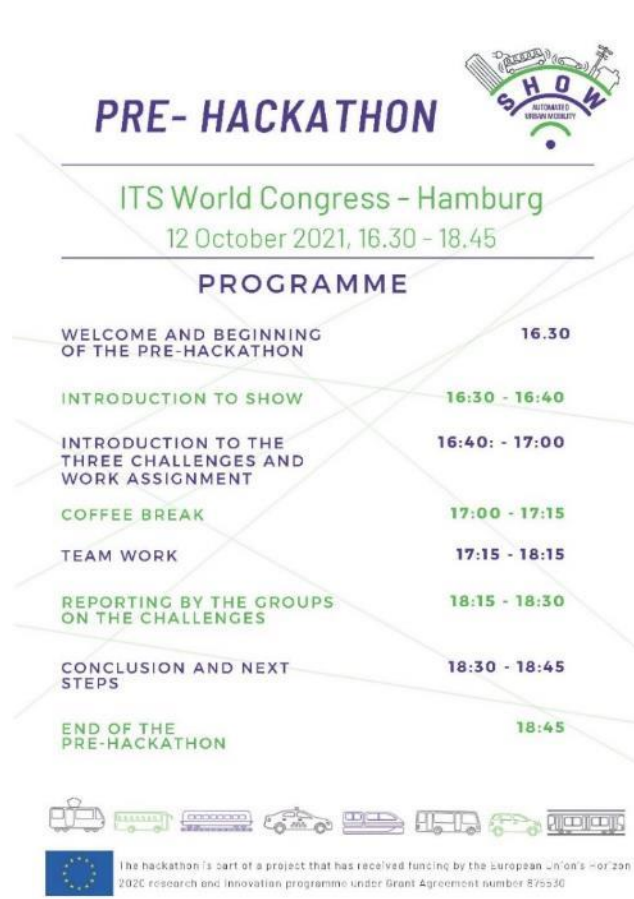 SHOW
AUTOMATED
URBAN MOBILITY
PRE- HACKATHON
ITS World Congress - Hamburg
12 October 2021, 16.30 - 18.45
PROGRAMME
WELCOME AND BEGINNING 16.30
OF THE PRE-HACKATHON
INTRODUCTION TO SHOW 16:30 - 16:40
INTRODUCTION TO THE 16:40: - 17:00
THREE CHALLENGES AND
WORK ASSIGNMENT
COFFEE BREAK 17:00 - 17:15
TEAM WORK 17:15 - 18:15
REPORTING BY THE GROUPS 18:15 - 18:30
ON THE CHALLENGES
CONCLUSION AND NEXT 18:30 - 18:45
STEPS
END OF THE 18:45
PRE-HACKATHON
The hackathon is part of a project that has received funding by the European Union's Horizon
2020 research and innovation programme under Grant Agreement number 875530